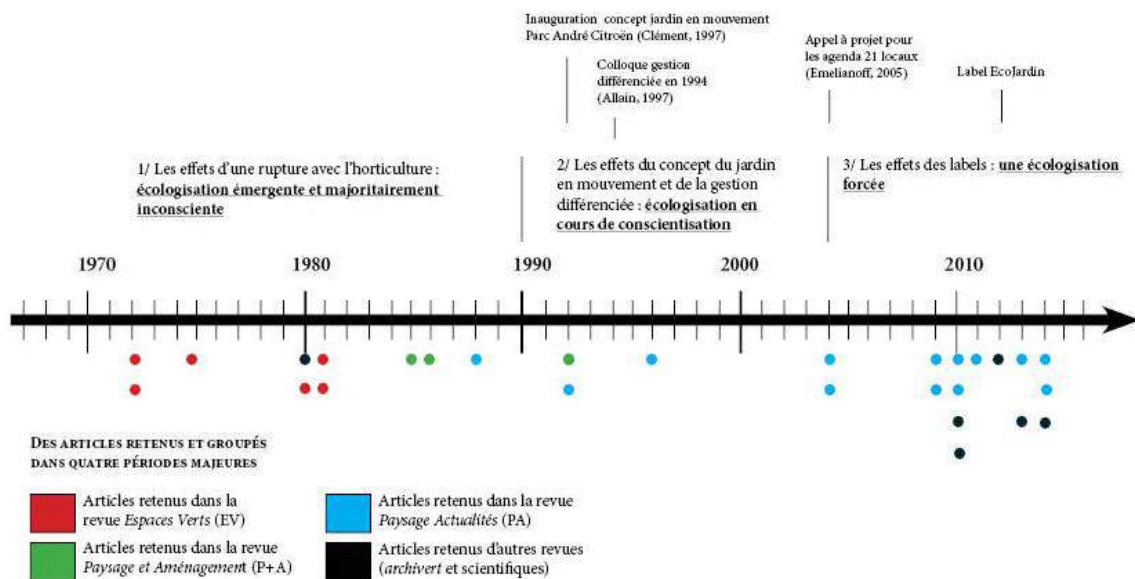 Inauguration concept jardin en mouvement
Parc André Citroën (Clément, 1997)
Colloque gestion
différenciée en 1994
(Allain, 1997)
Appel à projet pour
les agenda 21 locaux
(Emelianoff, 2005)
Label EcoJardin
1/ Les effets d'une rupture avec l'horticulture :
écologisation émergente et majoritairement
inconsciente
2/ Les effets du concept du jardin
en mouvement et de la gestion
différenciée : écologisation en
cours de conscientisation
3/ Les effets des labels : une écologisation
forcée
1970
1980
1990
2000
2010
DES ARTICLES RETENUS ET GROUPÉS
DANS QUATRE PÉRIODES MAJEURES
Articles retenus dans la
revue Espaces Verts (EV)
Articles retenus dans la revue
Paysage et Aménagement (P+A)
Articles retenus dans la revue
Paysage Actualités (PA)
Articles retenus d'autres revues
(archivert et scientifiques)